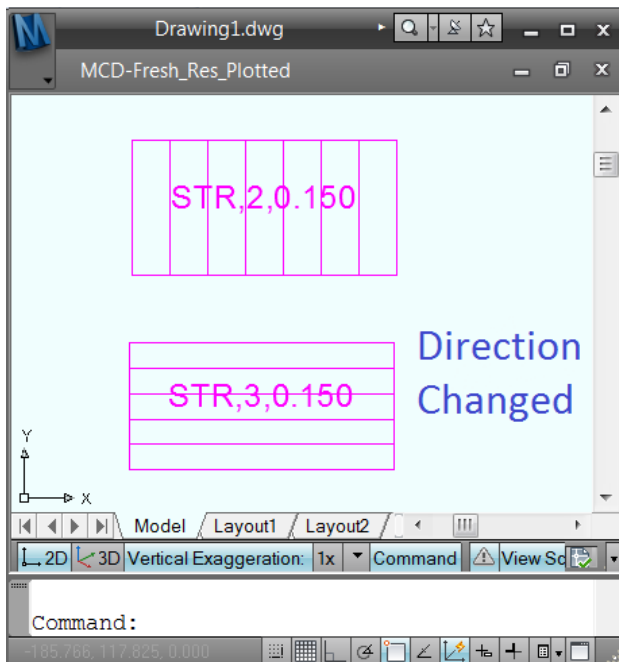 Drawing1.dwg
MCD-Fresh_Res_Plotted
STR,2,0.150
Direction
Changed
STR,3,0.150
Y
X
Model Layout1 Layout2
2D 3D Vertical Exaggeration: 1x Command View Sc
Command:
-185.766, 117.825, 0.000